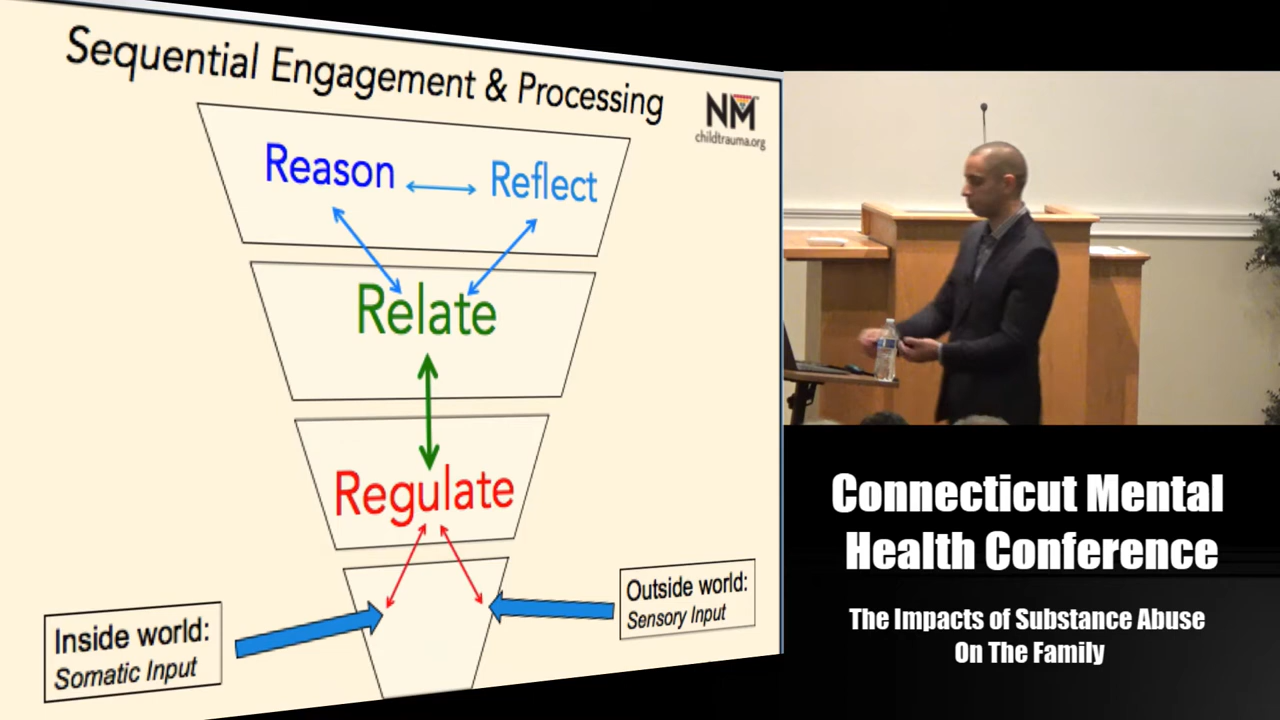 Sequential Engagement & Processing
NM
childtrauma.org
Reason
Reflect
Relate
Regulate
Inside world:
Somatic Input
Outside world:
Sensory Input
Connecticut Mental
Health Conference
The Impacts of Substance Abuse
On The Family